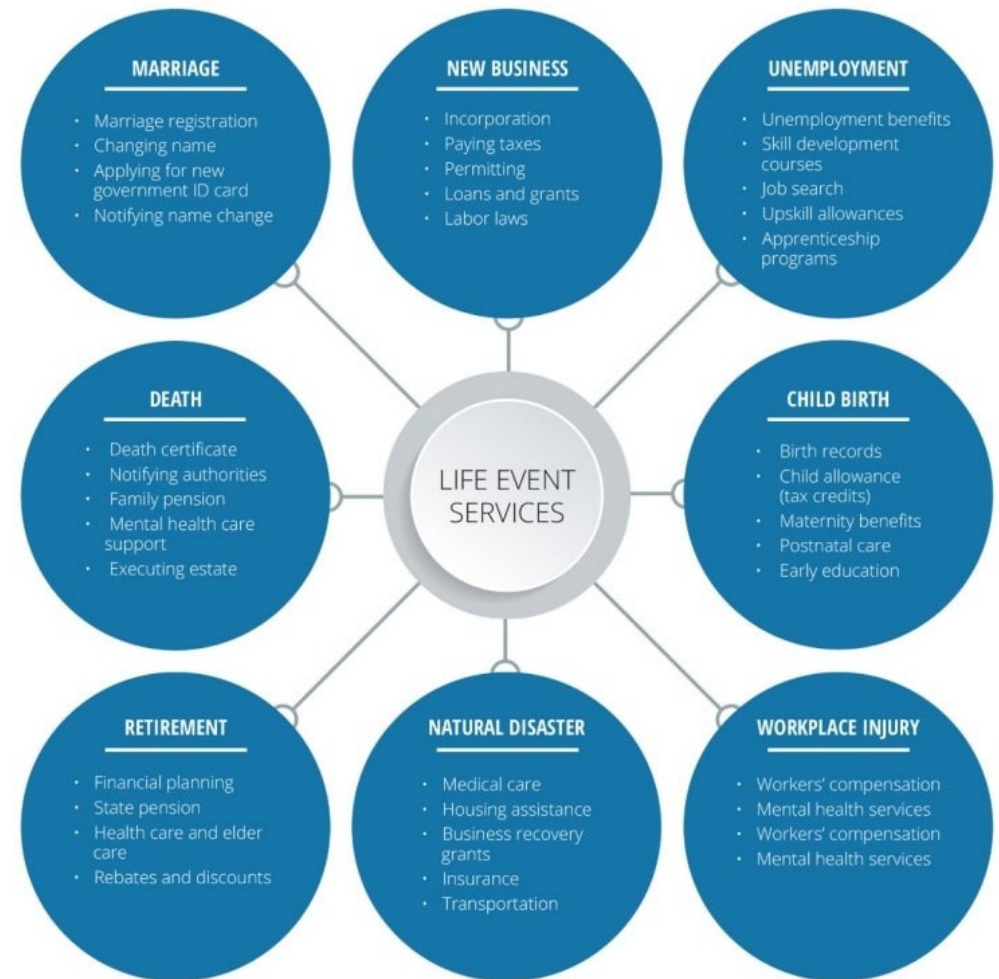 MARRIAGE
• Marriage registration
• Changing name
• Applying for new
government ID card
• Notifying name change
NEW BUSINESS
• Incorporation
• Paying taxes
• Permitting
• Loans and grants
• Labor laws
UNEMPLOYMENT
• Unemployment benefits
• Skill development
courses
• Job search
• Upskill allowances
• Apprenticeship
programs
DEATH
• Death certificate
• Notifying authorities
• Family pension
• Mental health care
support
• Executing estate
LIFE EVENT
SERVICES
CHILD BIRTH
• Birth records
• Child allowance
(tax credits)
• Maternity benefits
• Postnatal care
• Early education
RETIREMENT
• Financial planning
• State pension
• Health care and elder
care
• Rebates and discounts
NATURAL DISASTER
• Medical care
• Housing assistance
• Business recovery
grants
• Insurance
• Transportation
WORKPLACE INJURY
• Workers’ compensation
• Mental health services
• Workers’ compensation
• Mental health services